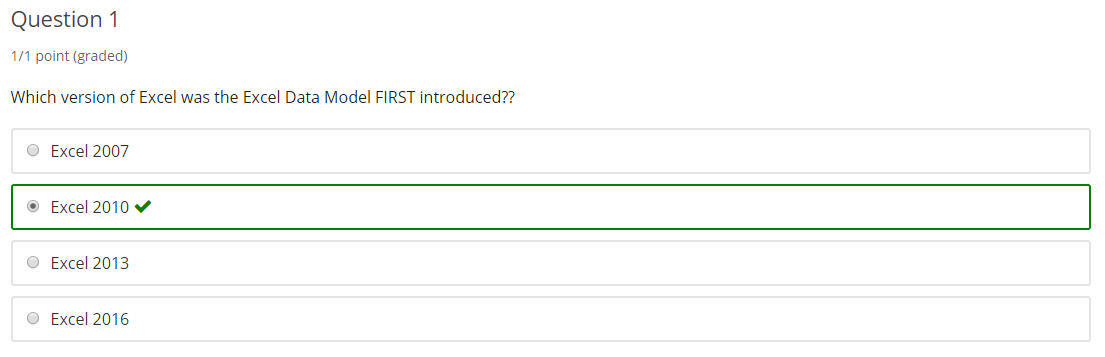 Question 1
1/1 point (graded)
Which version of Excel was the Excel Data Model FIRST introduced??
Excel 2007
Excel 2010
Excel 2013
Excel 2016